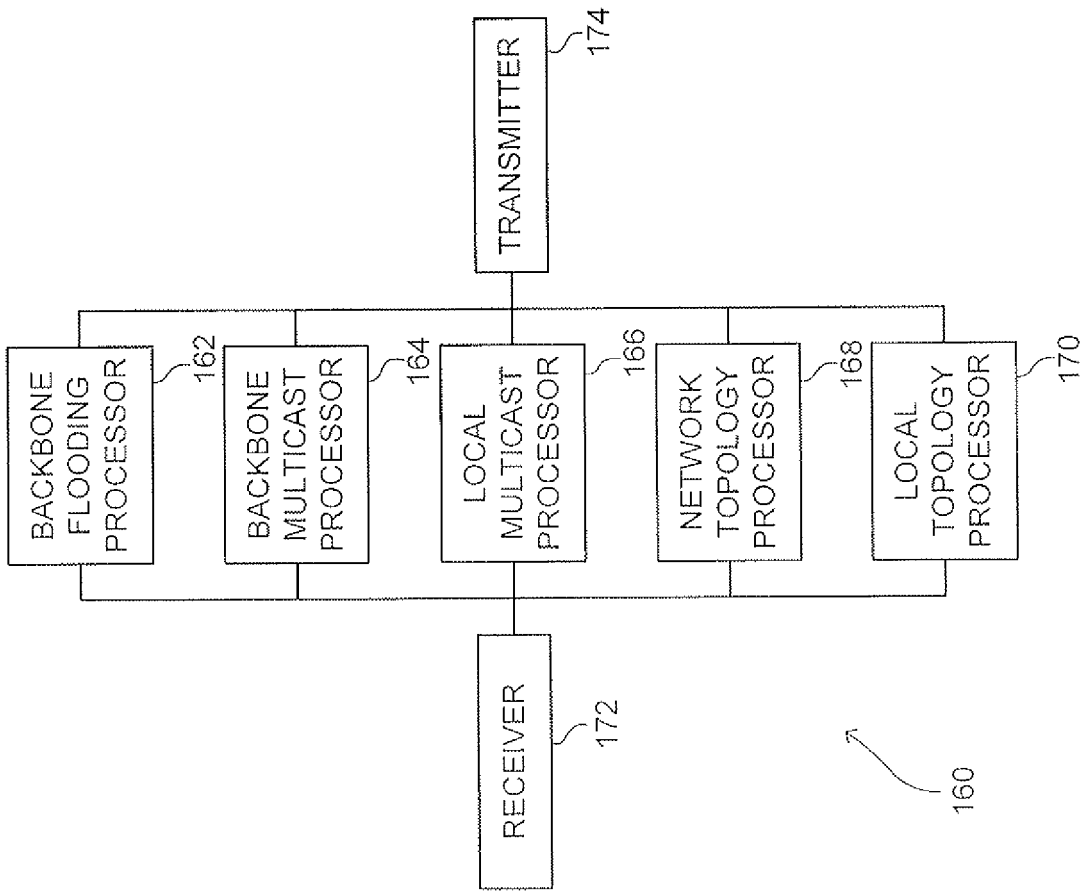 BACKBONE
FLOODING
PROCESSOR
162
BACKBONE
MULTICAST
PROCESSOR
164
LOCAL
MULTICAST
PROCESSOR
166
NETWORK
TOPOLOGY
PROCESSOR
168
LOCAL
TOPOLOGY
PROCESSOR
170
RECEIVER
172
TRANSMITTER
174
160